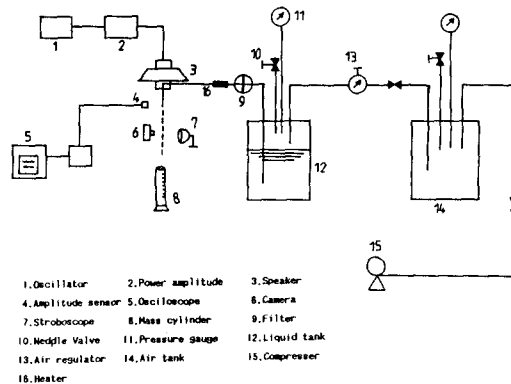 1 2 3 11
10 13
4 16 9
5 6 7
12
8 14
15
1.Oscillator 2.Power amplitude 3.Speaker
4.Amplitude sensor 5.Osciloscope 6.Camera
7.Stroboscope 8.Mass cylinder 9.Filter
10.Neddle Valve 11.Pressure gauge 12.Liquid tank
13.Air regulator 14.Air tank 15.Compresser
16.Heater